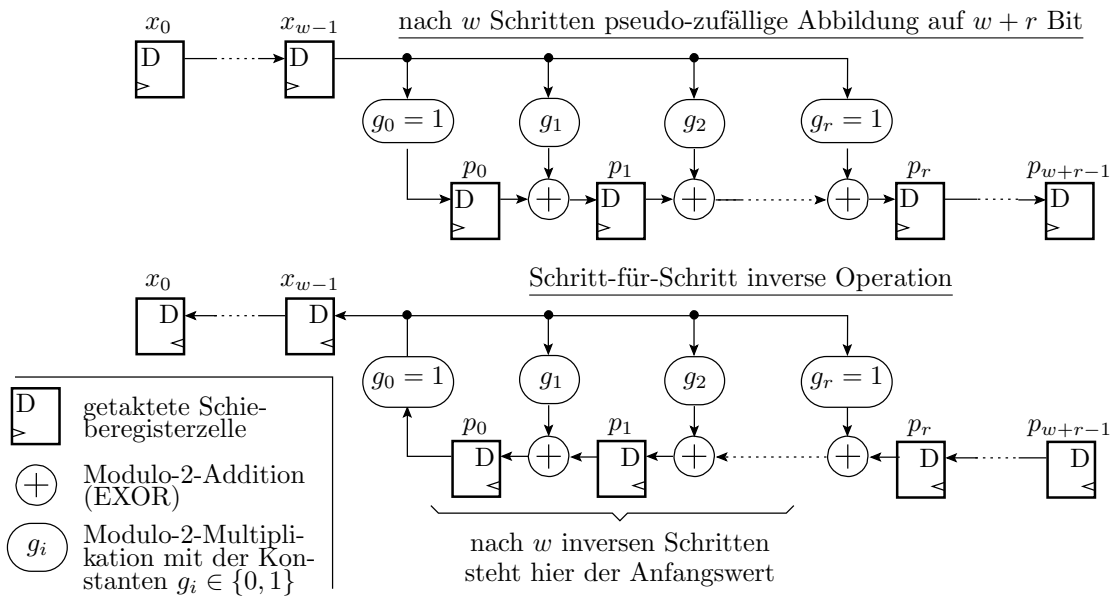 nach w Schritten pseudo-zufällige Abbildung auf w + r Bit
x_0 x_{w−1}
D D
g_0 = 1 g_1 g_2 g_r = 1
p_0 p_1 p_r p_{w+r−1}
D + D + + D D
Schritt-für-Schritt inverse Operation
x_0 x_{w−1}
D D
g_0 = 1 g_1 g_2 g_r = 1
p_0 p_1 p_r p_{w+r−1}
D + D + + D D
nach w inversen Schritten
steht hier der Anfangswert
D getaktete Schie-
beregisterzelle
+ Modulo-2-Addition
(EXOR)
g_i Modulo-2-Multipli-
kation mit der Kon-
stanten g_i ∈ {0, 1}